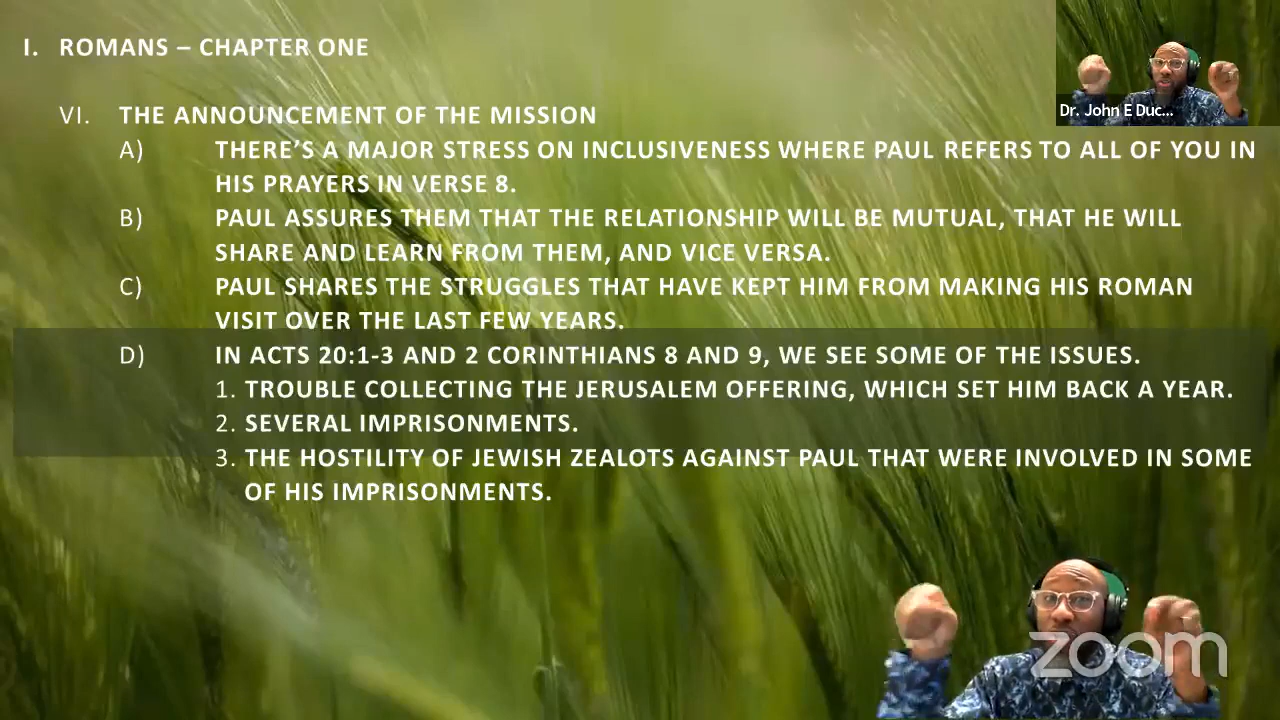 I. ROMANS – CHAPTER ONE
VI. THE ANNOUNCEMENT OF THE MISSION
A) THERE'S A MAJOR STRESS ON INCLUSIVENESS WHERE PAUL REFERS TO ALL OF YOU IN
HIS PRAYERS IN VERSE 8.
B) PAUL ASSURES THEM THAT THE RELATIONSHIP WILL BE MUTUAL, THAT HE WILL
SHARE AND LEARN FROM THEM, AND VICE VERSA.
C) PAUL SHARES THE STRUGGLES THAT HAVE KEPT HIM FROM MAKING HIS ROMAN
VISIT OVER THE LAST FEW YEARS.
D) IN ACTS 20:1-3 AND 2 CORINTHIANS 8 AND 9, WE SEE SOME OF THE ISSUES.
1. TROUBLE COLLECTING THE JERUSALEM OFFERING, WHICH SET HIM BACK A YEAR.
2. SEVERAL IMPRISONMENTS.
3. THE HOSTILITY OF JEWISH ZEALOTS AGAINST PAUL THAT WERE INVOLVED IN SOME
OF HIS IMPRISONMENTS.
Dr. John E Duc...
zoom